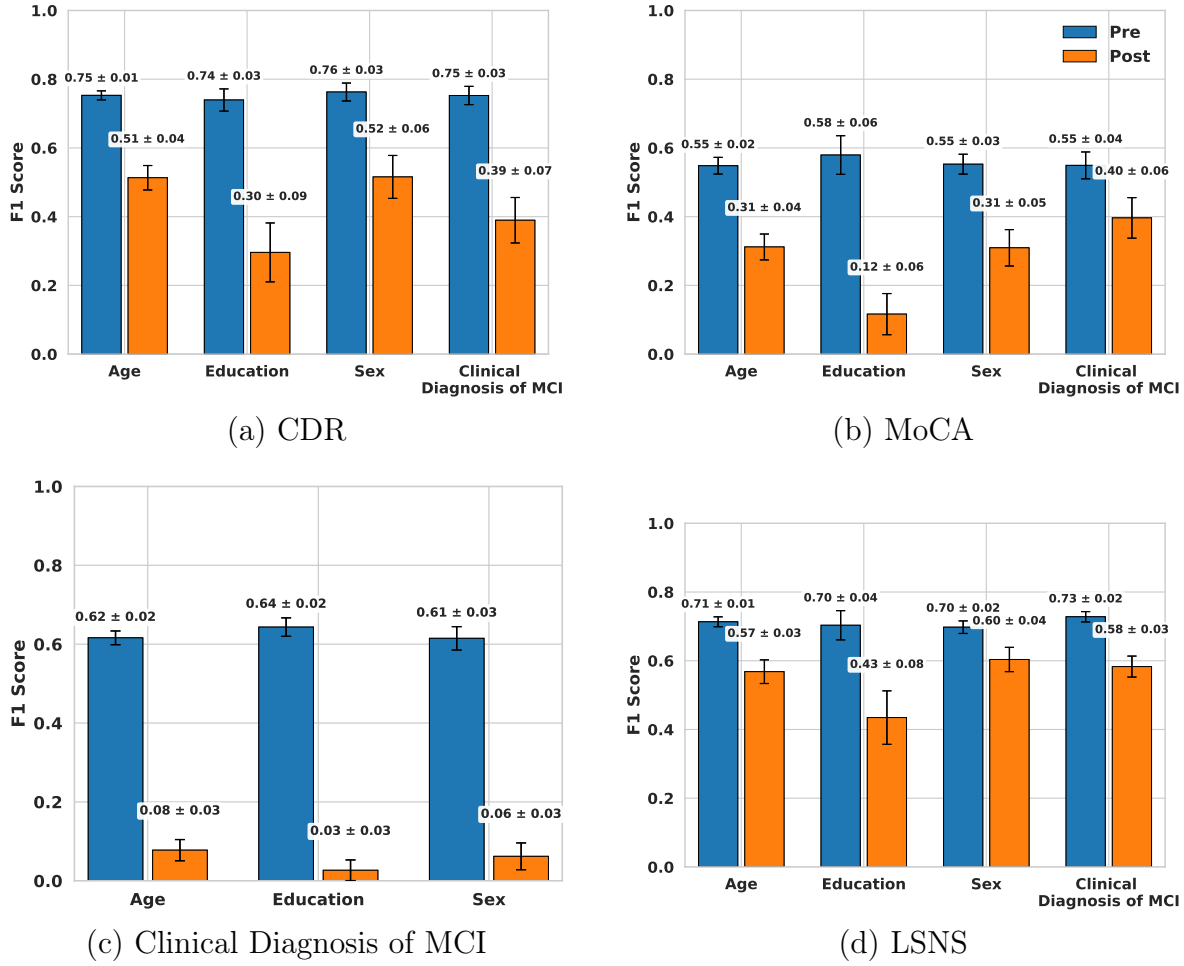 1.0
0.8
0.6
0.4
0.2
0.0
F1 Score
0.75 ± 0.01
0.51 ± 0.04
0.74 ± 0.03
0.30 ± 0.09
0.76 ± 0.03
0.52 ± 0.06
0.75 ± 0.03
0.39 ± 0.07
Age
Education
Sex
Clinical
Diagnosis of MCI
(a) CDR
1.0
0.8
0.6
0.4
0.2
0.0
F1 Score
Pre
Post
0.55 ± 0.02
0.31 ± 0.04
0.58 ± 0.06
0.12 ± 0.06
0.55 ± 0.03
0.31 ± 0.05
0.55 ± 0.04
0.40 ± 0.06
Age
Education
Sex
Clinical
Diagnosis of MCI
(b) MoCA
1.0
0.8
0.6
0.4
0.2
0.0
F1 Score
0.62 ± 0.02
0.08 ± 0.03
0.64 ± 0.02
0.03 ± 0.03
0.61 ± 0.03
0.06 ± 0.03
Age
Education
Sex
(c) Clinical Diagnosis of MCI
1.0
0.8
0.6
0.4
0.2
0.0
F1 Score
0.71 ± 0.01
0.57 ± 0.03
0.70 ± 0.04
0.43 ± 0.08
0.70 ± 0.02
0.60 ± 0.04
0.73 ± 0.02
0.58 ± 0.03
Age
Education
Sex
Clinical
Diagnosis of MCI
(d) LSNS